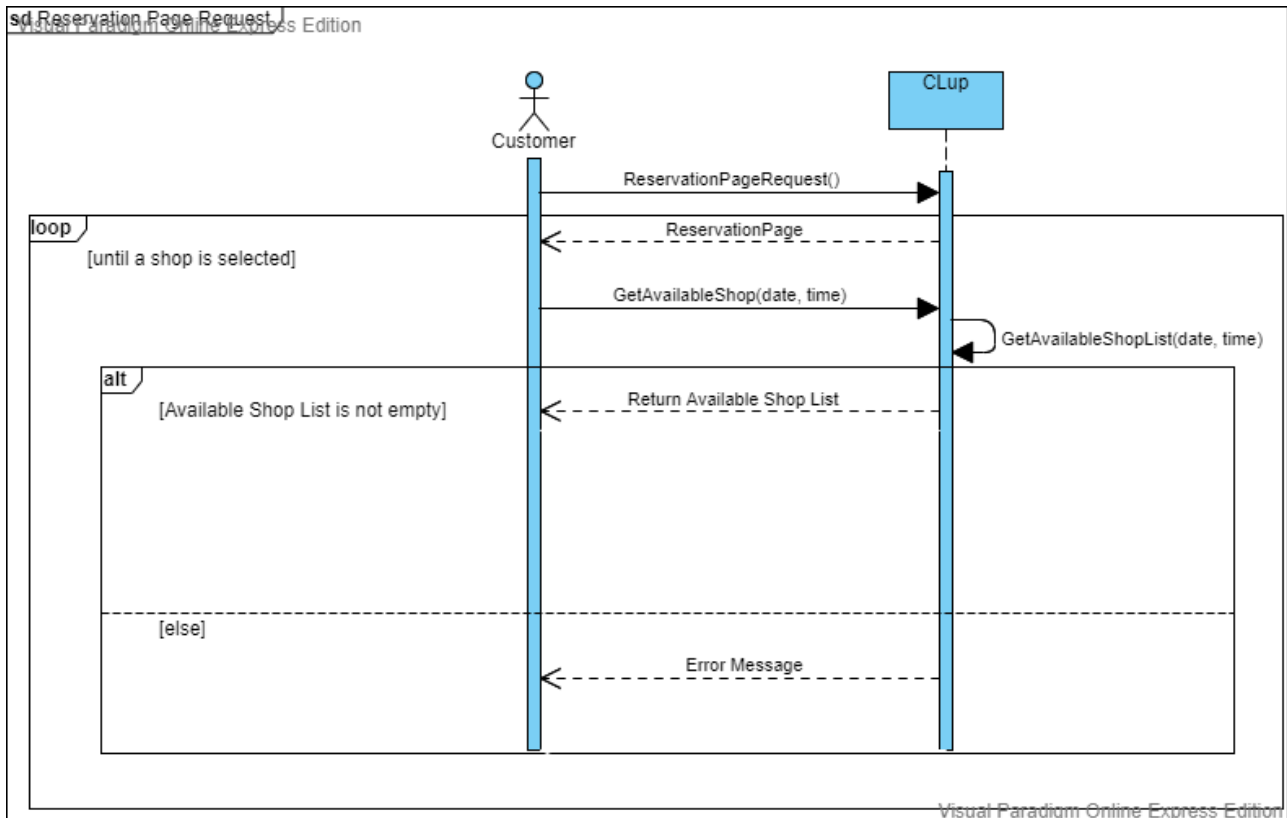 sd Reservation Page Request
Visual Paradigm Online Express Edition
CLup
Customer
ReservationPageRequest()
loop
ReservationPage
[until a shop is selected]
GetAvailableShop(date, time)
GetAvailableShopList(date, time)
alt
Return Available Shop List
[Available Shop List is not empty]
[else]
Error Message
Visual Paradigm Online Express Edition